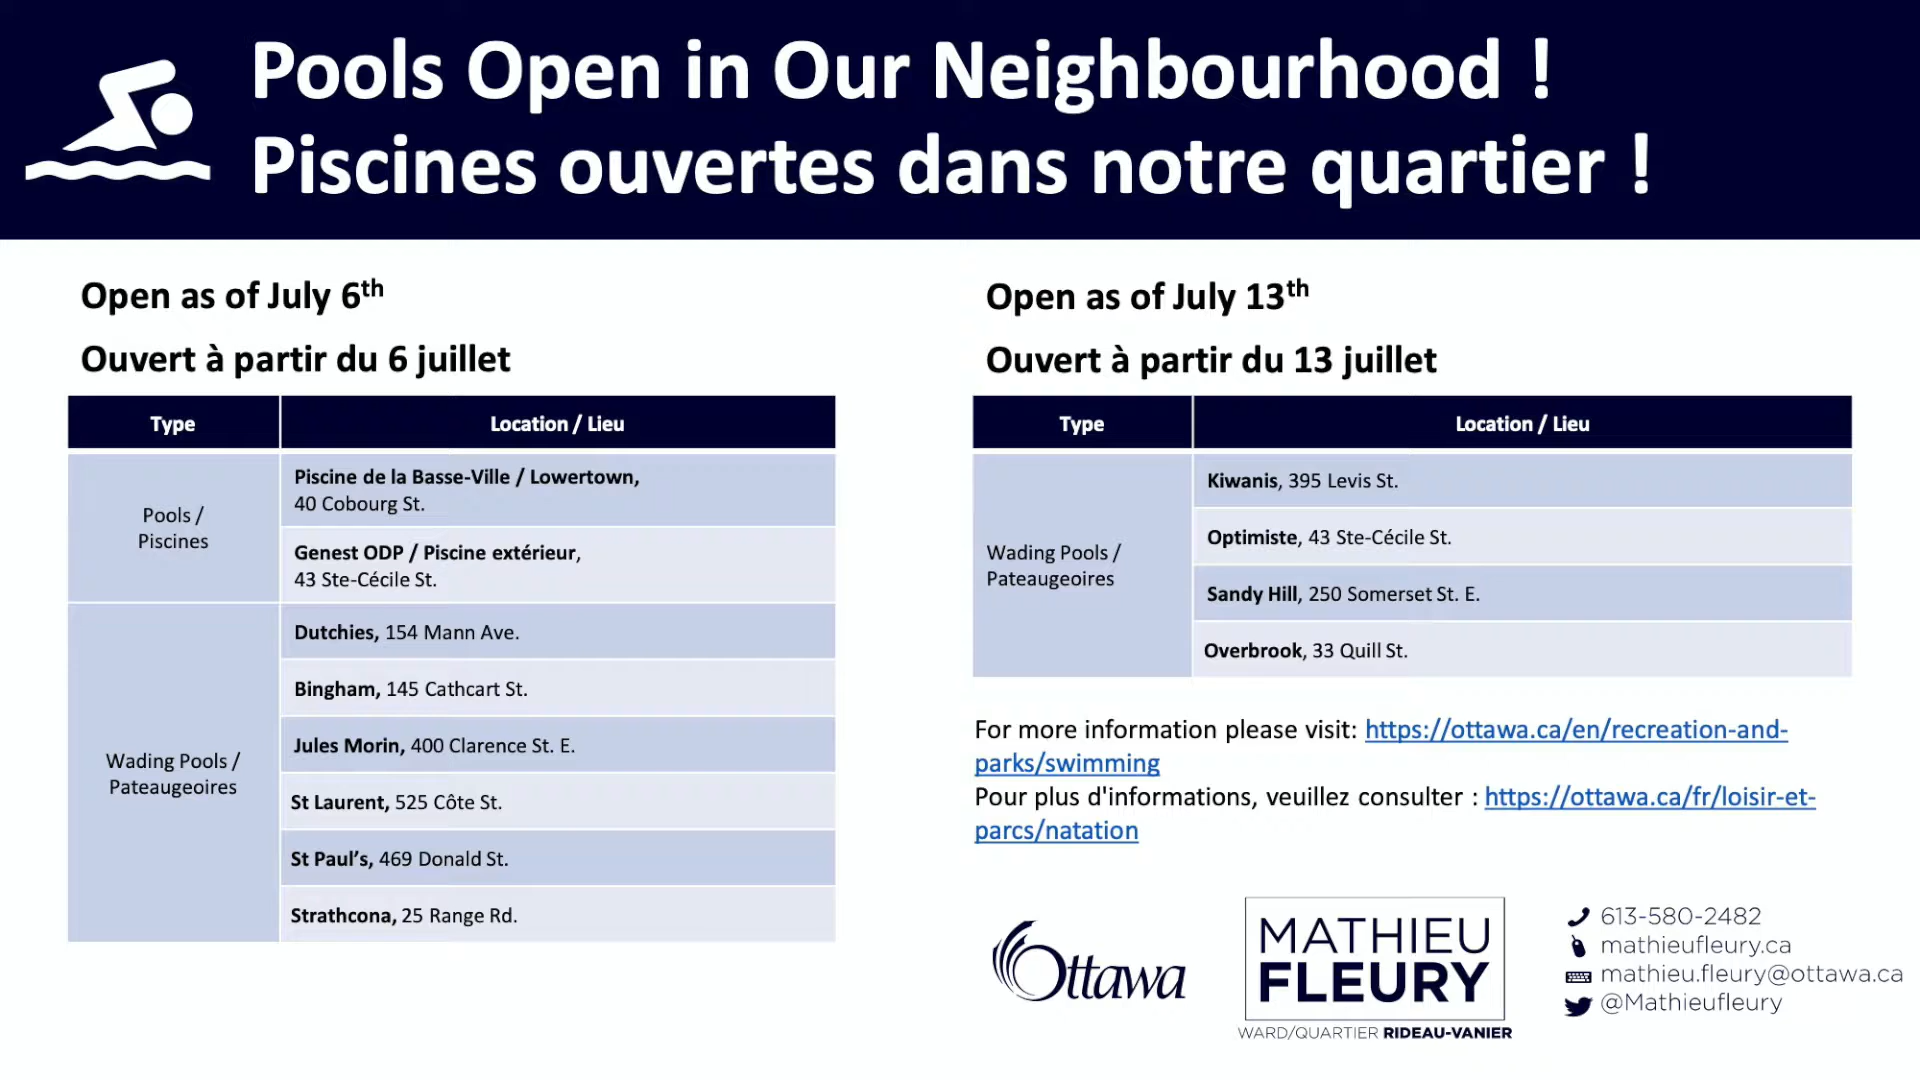 Pools Open in Our Neighbourhood !
Piscines ouvertes dans notre quartier !
Open as of July 6th
Ouvert à partir du 6 juillet
Type
Location / Lieu
Pools /
Piscines
Piscine de la Basse-Ville / Lowertown,
40 Cobourg St.
Genest ODP / Piscine extérieur,
43 Ste-Cécile St.
Wading Pools /
Pateaugeoires
Dutchies, 154 Mann Ave.
Bingham, 145 Cathcart St.
Jules Morin, 400 Clarence St. E.
St Laurent, 525 Côte St.
St Paul’s, 469 Donald St.
Strathcona, 25 Range Rd.
Open as of July 13th
Ouvert à partir du 13 juillet
Type
Location / Lieu
Wading Pools /
Pateaugeoires
Kiwanis, 395 Levis St.
Optimiste, 43 Ste-Cécile St.
Sandy Hill, 250 Somerset St. E.
Overbrook, 33 Quill St.
For more information please visit: https://ottawa.ca/en/recreation-and-
parks/swimming
Pour plus d'informations, veuillez consulter : https://ottawa.ca/fr/loisir-et-
parcs/natation
Ottawa
MATHIEU
FLEURY
WARD/QUARTIER RIDEAU-VANIER
613-580-2482
mathieufleury.ca
mathieu.fleury@ottawa.ca
@Mathieufleury